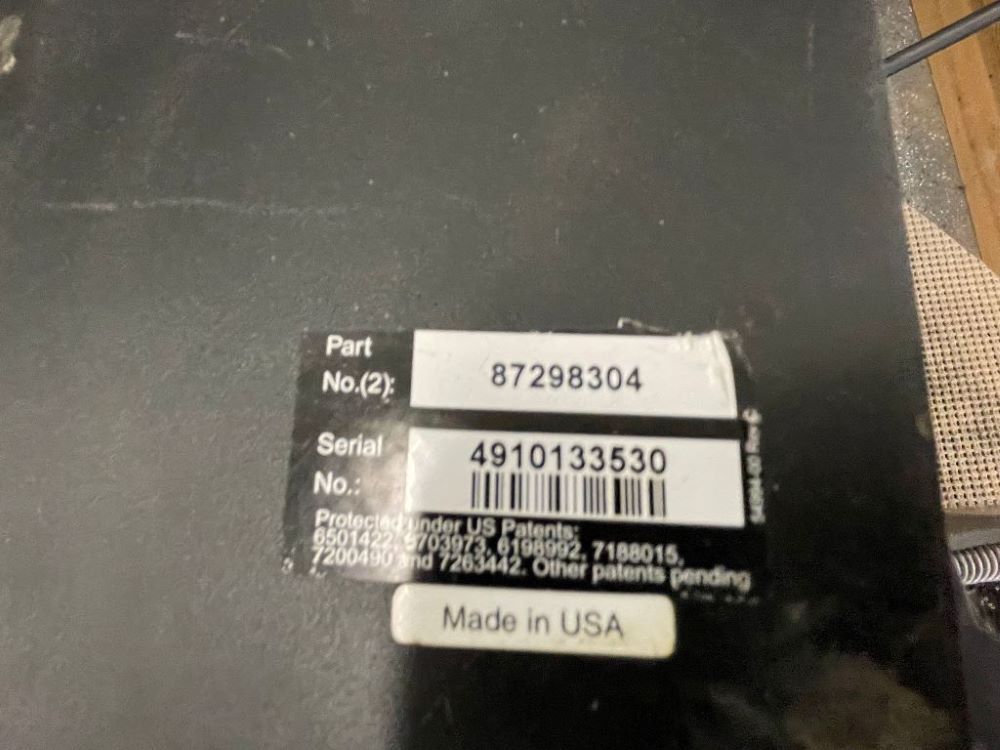 Part
No.(2): 87298304
Serial
No.: 4910133530
Protected under US Patents:
6501422, 5703973, 6198992, 7188015,
7200490 and 7263442. Other patents pending
Made in USA